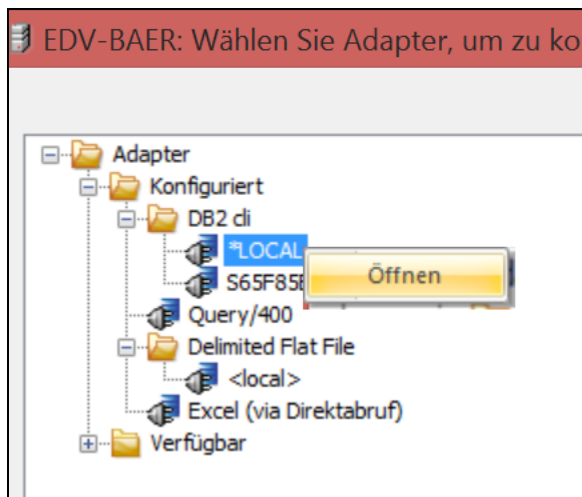 EDV-BAER: Wählen Sie Adapter, um zu ko
Adapter
Konfiguriert
DB2 cli
*LOCAL
Öffnen
Query/400
Delimited Flat File
<local>
Excel (via Direktabruf)
Verfügbar